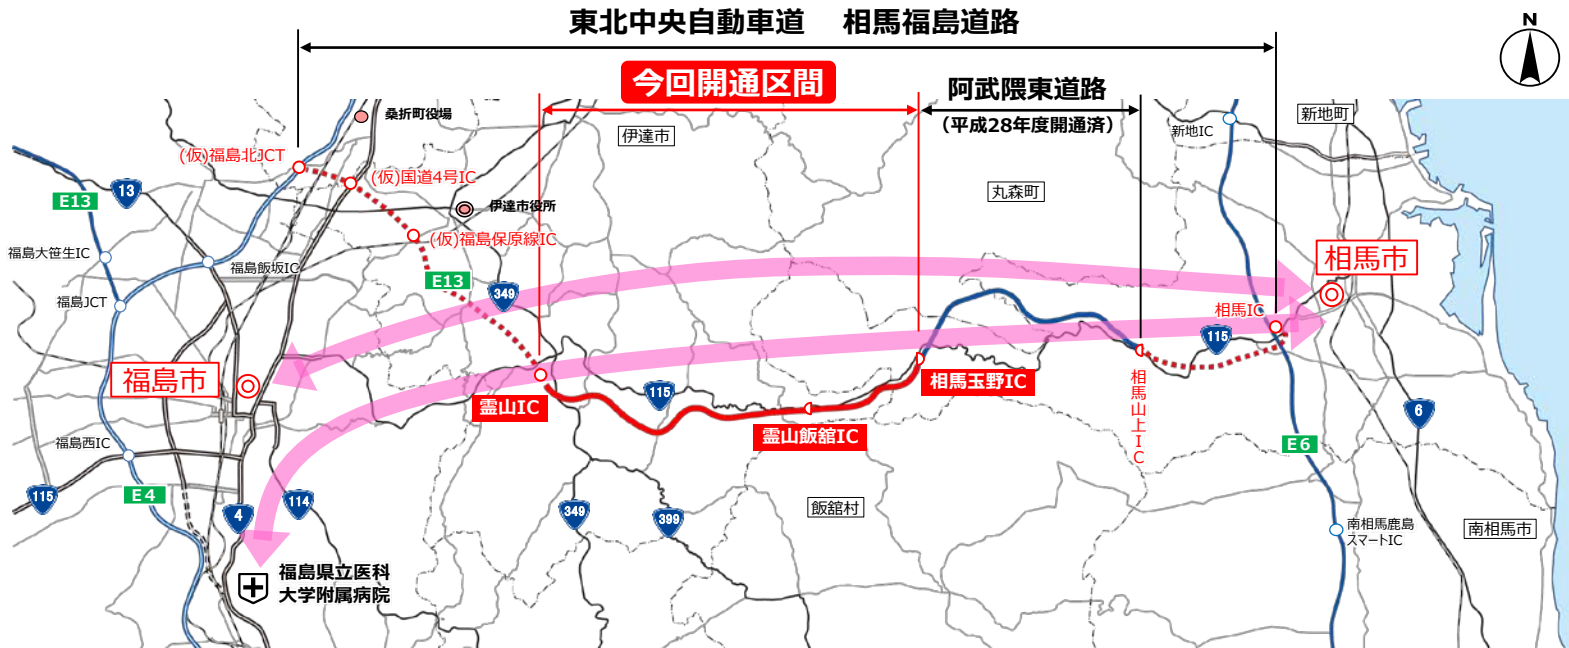 東北中央自動車道 相馬福島道路
N
今回開通区間
阿武隈東道路
(平成28年度開通済)
桑折町役場
伊達市
新地IC
新地町
(仮)福島北JCT
(仮)国道4号IC
13
E13
丸森町
伊達市役所
(仮)福島保原線IC
福島大笹生IC
福島飯坂IC
相馬市
E13
349
福島JCT
相馬IC
115
福島市
霊山IC
115
相馬玉野IC
相馬山上IC
6
霊山飯舘IC
福島西IC
E6
115
E4
114
4
349
399
飯舘村
南相馬鹿島
スマートIC
南相馬市
福島県立医科
大学附属病院